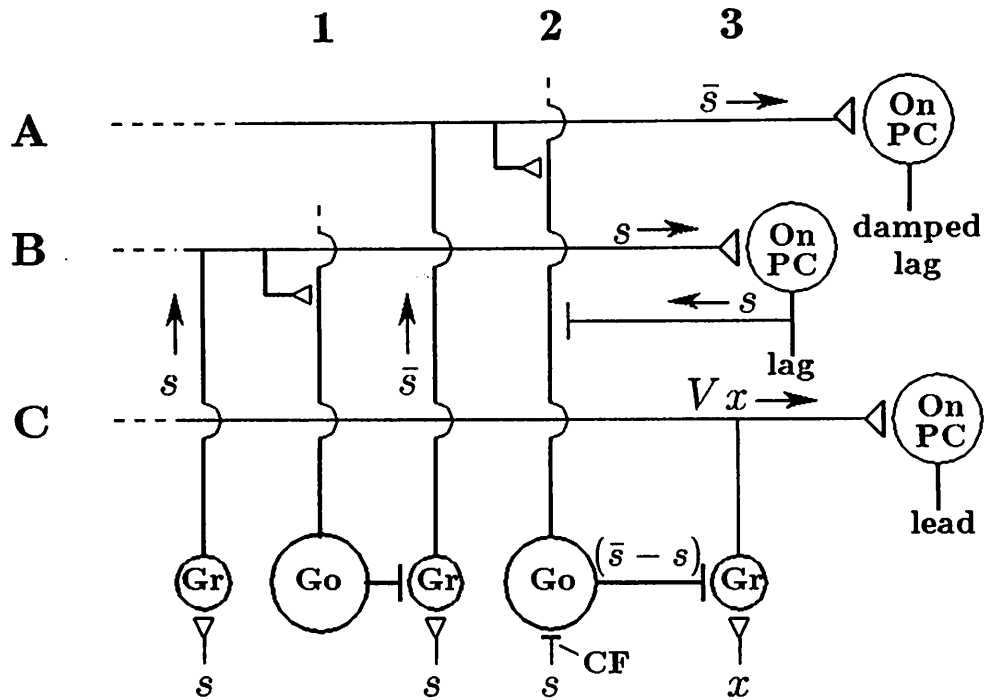 1 2 3
A s̄ On PC
damped lag
B s On PC
s s̄ s
lag
C V x On PC
lead
Gr Go Gr Go (s̄ − s) Gr
CF
s s s x